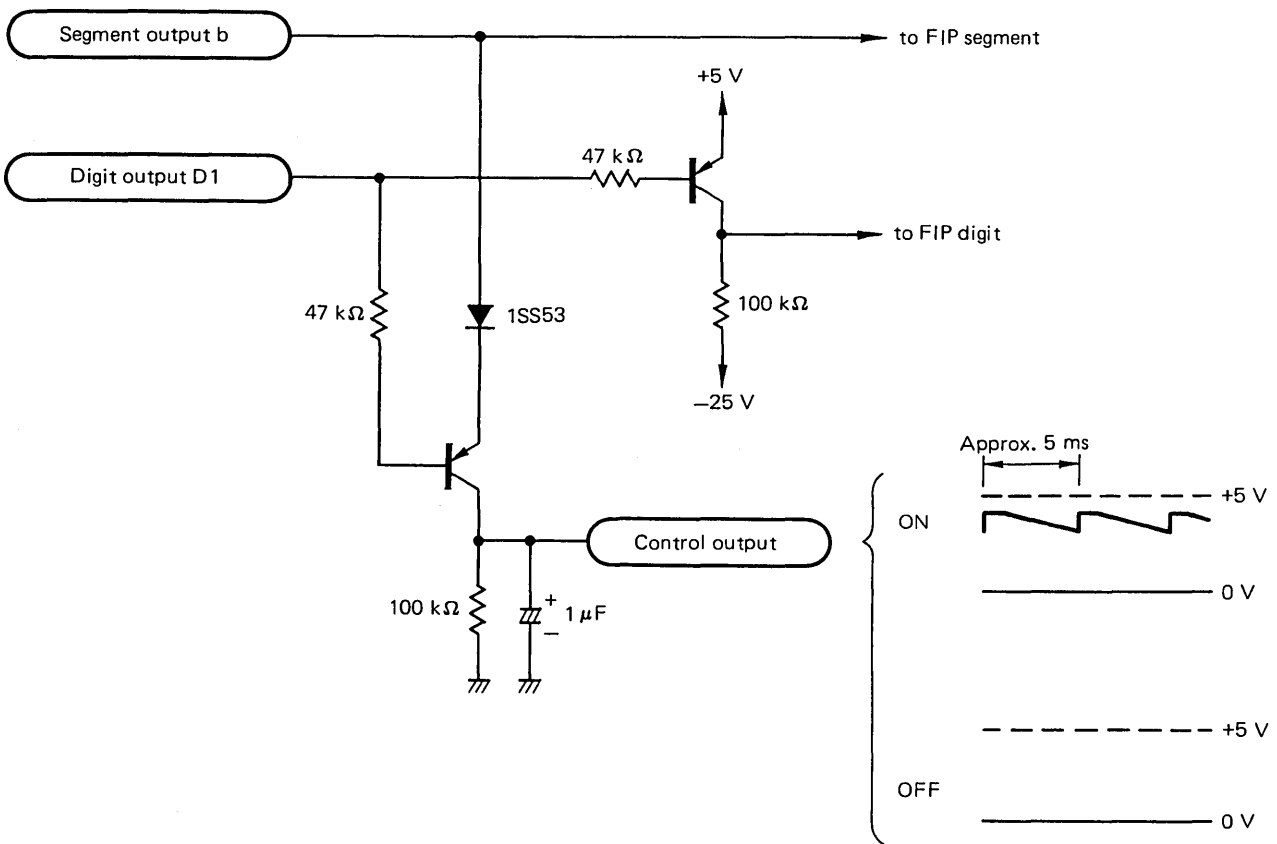 Segment output b
to FIP segment
+5 V
Digit output D1
47 kΩ
to FIP digit
47 kΩ
1SS53
100 kΩ
−25 V
Approx. 5 ms
+5 V
ON
Control output
0 V
100 kΩ
+
1 μF
−
+5 V
OFF
0 V